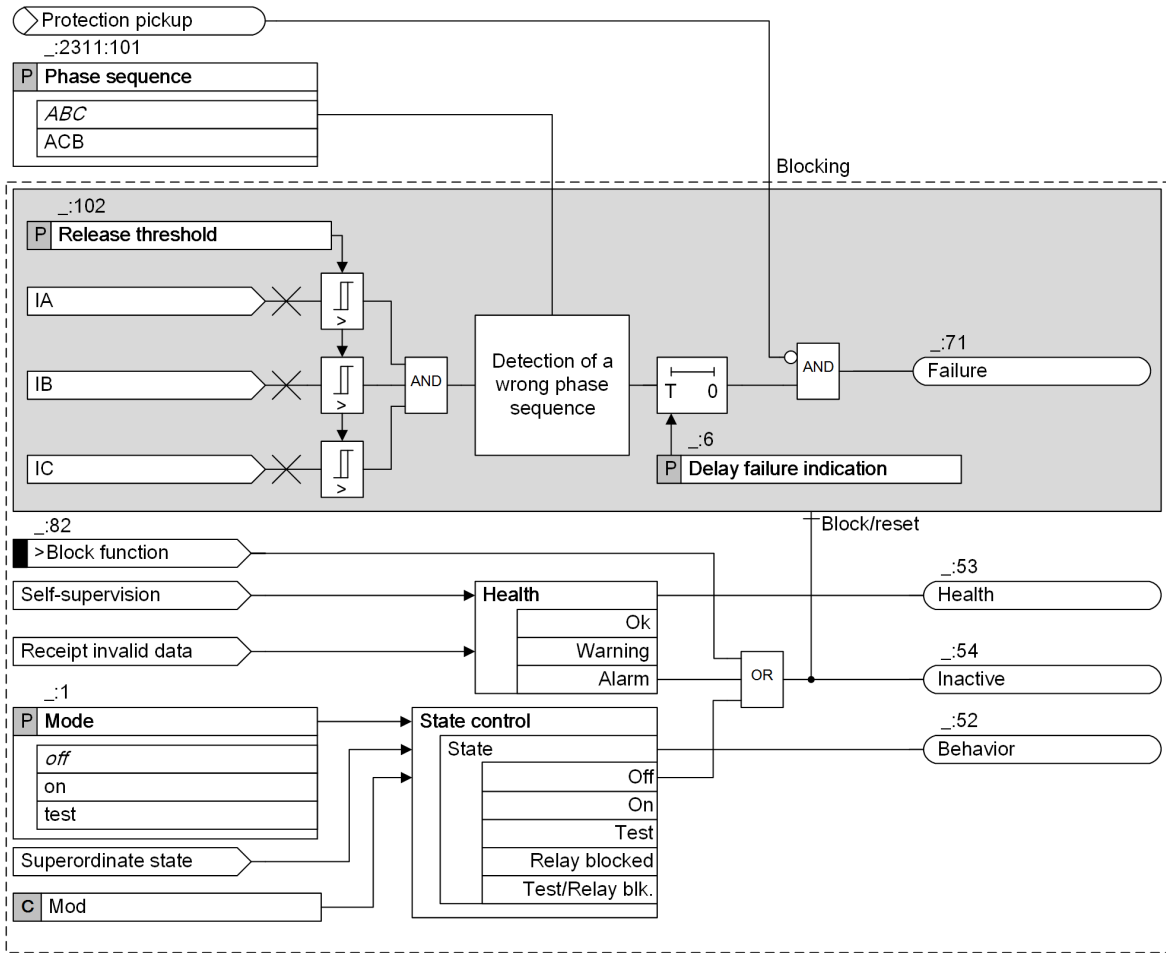 Protection pickup
_:2311:101
P Phase sequence
ABC
ACB
Blocking
_:102
P Release threshold
IA
>
IB
>
IC
>
AND
Detection of a
wrong phase
sequence
T 0
_:6
P Delay failure indication
AND
_:71
Failure
Block/reset
_:82
>Block function
Self-supervision
Receipt invalid data
Health
Ok
Warning
Alarm
OR
_:53
Health
_:54
Inactive
_:52
Behavior
_:1
P Mode
off
on
test
Superordinate state
C Mod
State control
State
Off
On
Test
Relay blocked
Test/Relay blk.